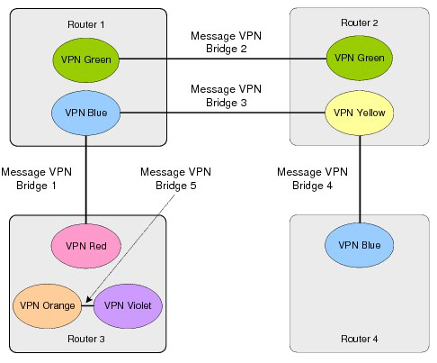 Router 1
Router 2
Message VPN
Bridge 2
VPN Green
VPN Green
Message VPN
Bridge 3
VPN Blue
VPN Yellow
Message VPN
Bridge 1
Message VPN
Bridge 5
Message VPN
Bridge 4
VPN Red
VPN Blue
VPN Orange
VPN Violet
Router 3
Router 4